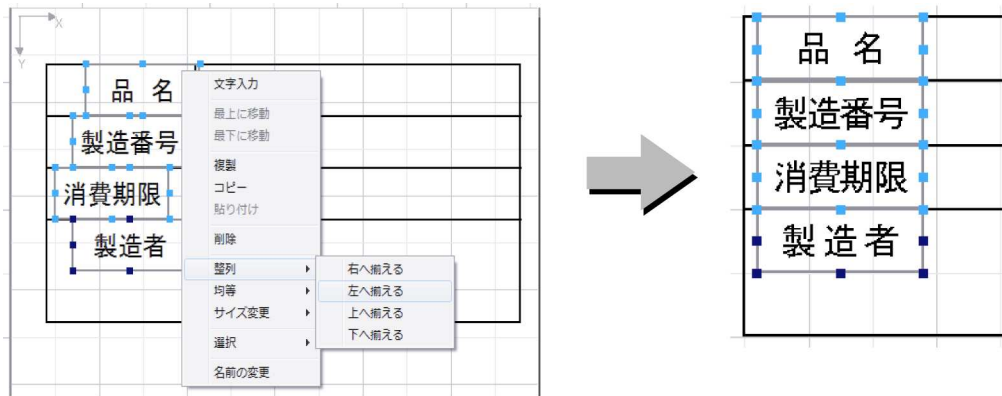 X
Y
品 名
製造番号
消費期限
製造者
文字入力
最上に移動
最下に移動
複製
コピー
貼り付け
削除
整列
均等
サイズ変更
選択
名前の変更
右へ揃える
左へ揃える
上へ揃える
下へ揃える
品 名
製造番号
消費期限
製 造 者